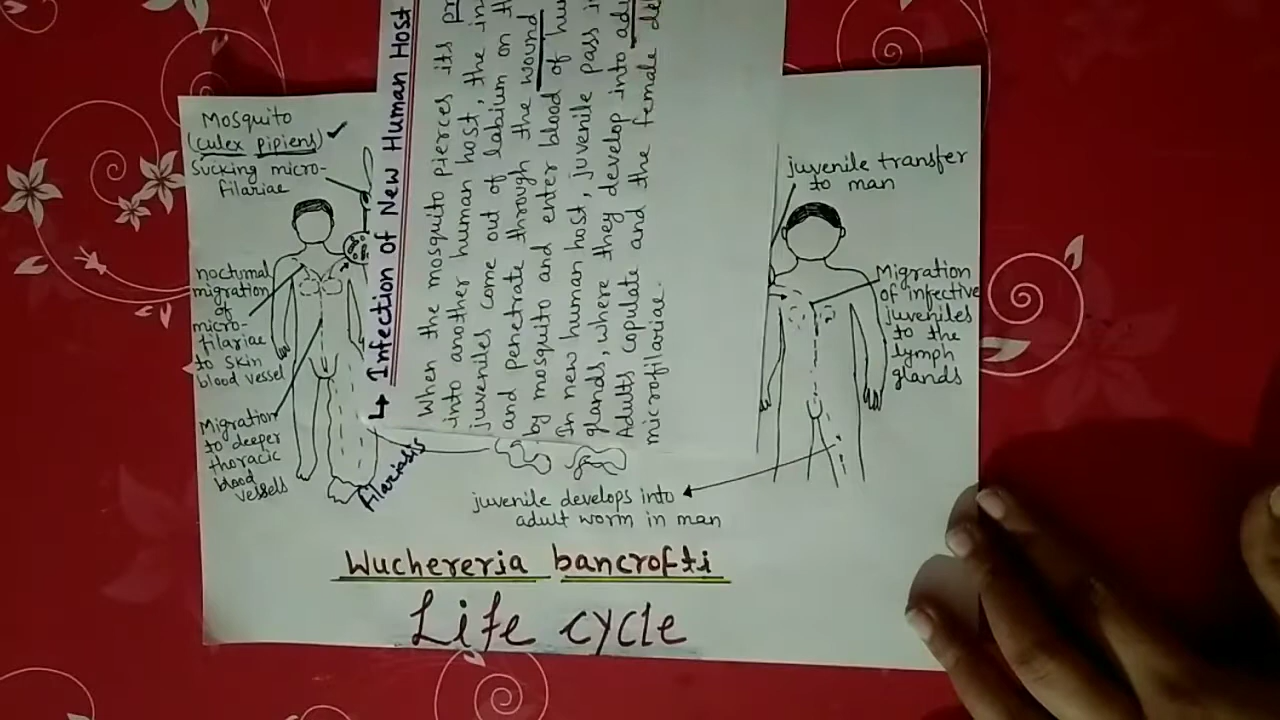 Mosquito
(culex pipiens)
Sucking micro-
filariae
nocturnal
migration
of
micro-
filariae
to skin
blood vessel
Migration
to deeper
thoracic
blood
vessels
filariasis
↳ Infection of New Human Host
When the mosquito pierces its
into another human host, the
juveniles come out of labium on
and penetrate through the wound
by mosquito and enter blood of
In new human host, juvenile pass
glands, where they develop into
Adults copulate and the female
microfilariae.
juvenile transfer
to man
Migration
of infective
juveniles
to the
lymph
glands
juvenile develops into
adult worm in man
Wuchereria bancrofti
Life cycle